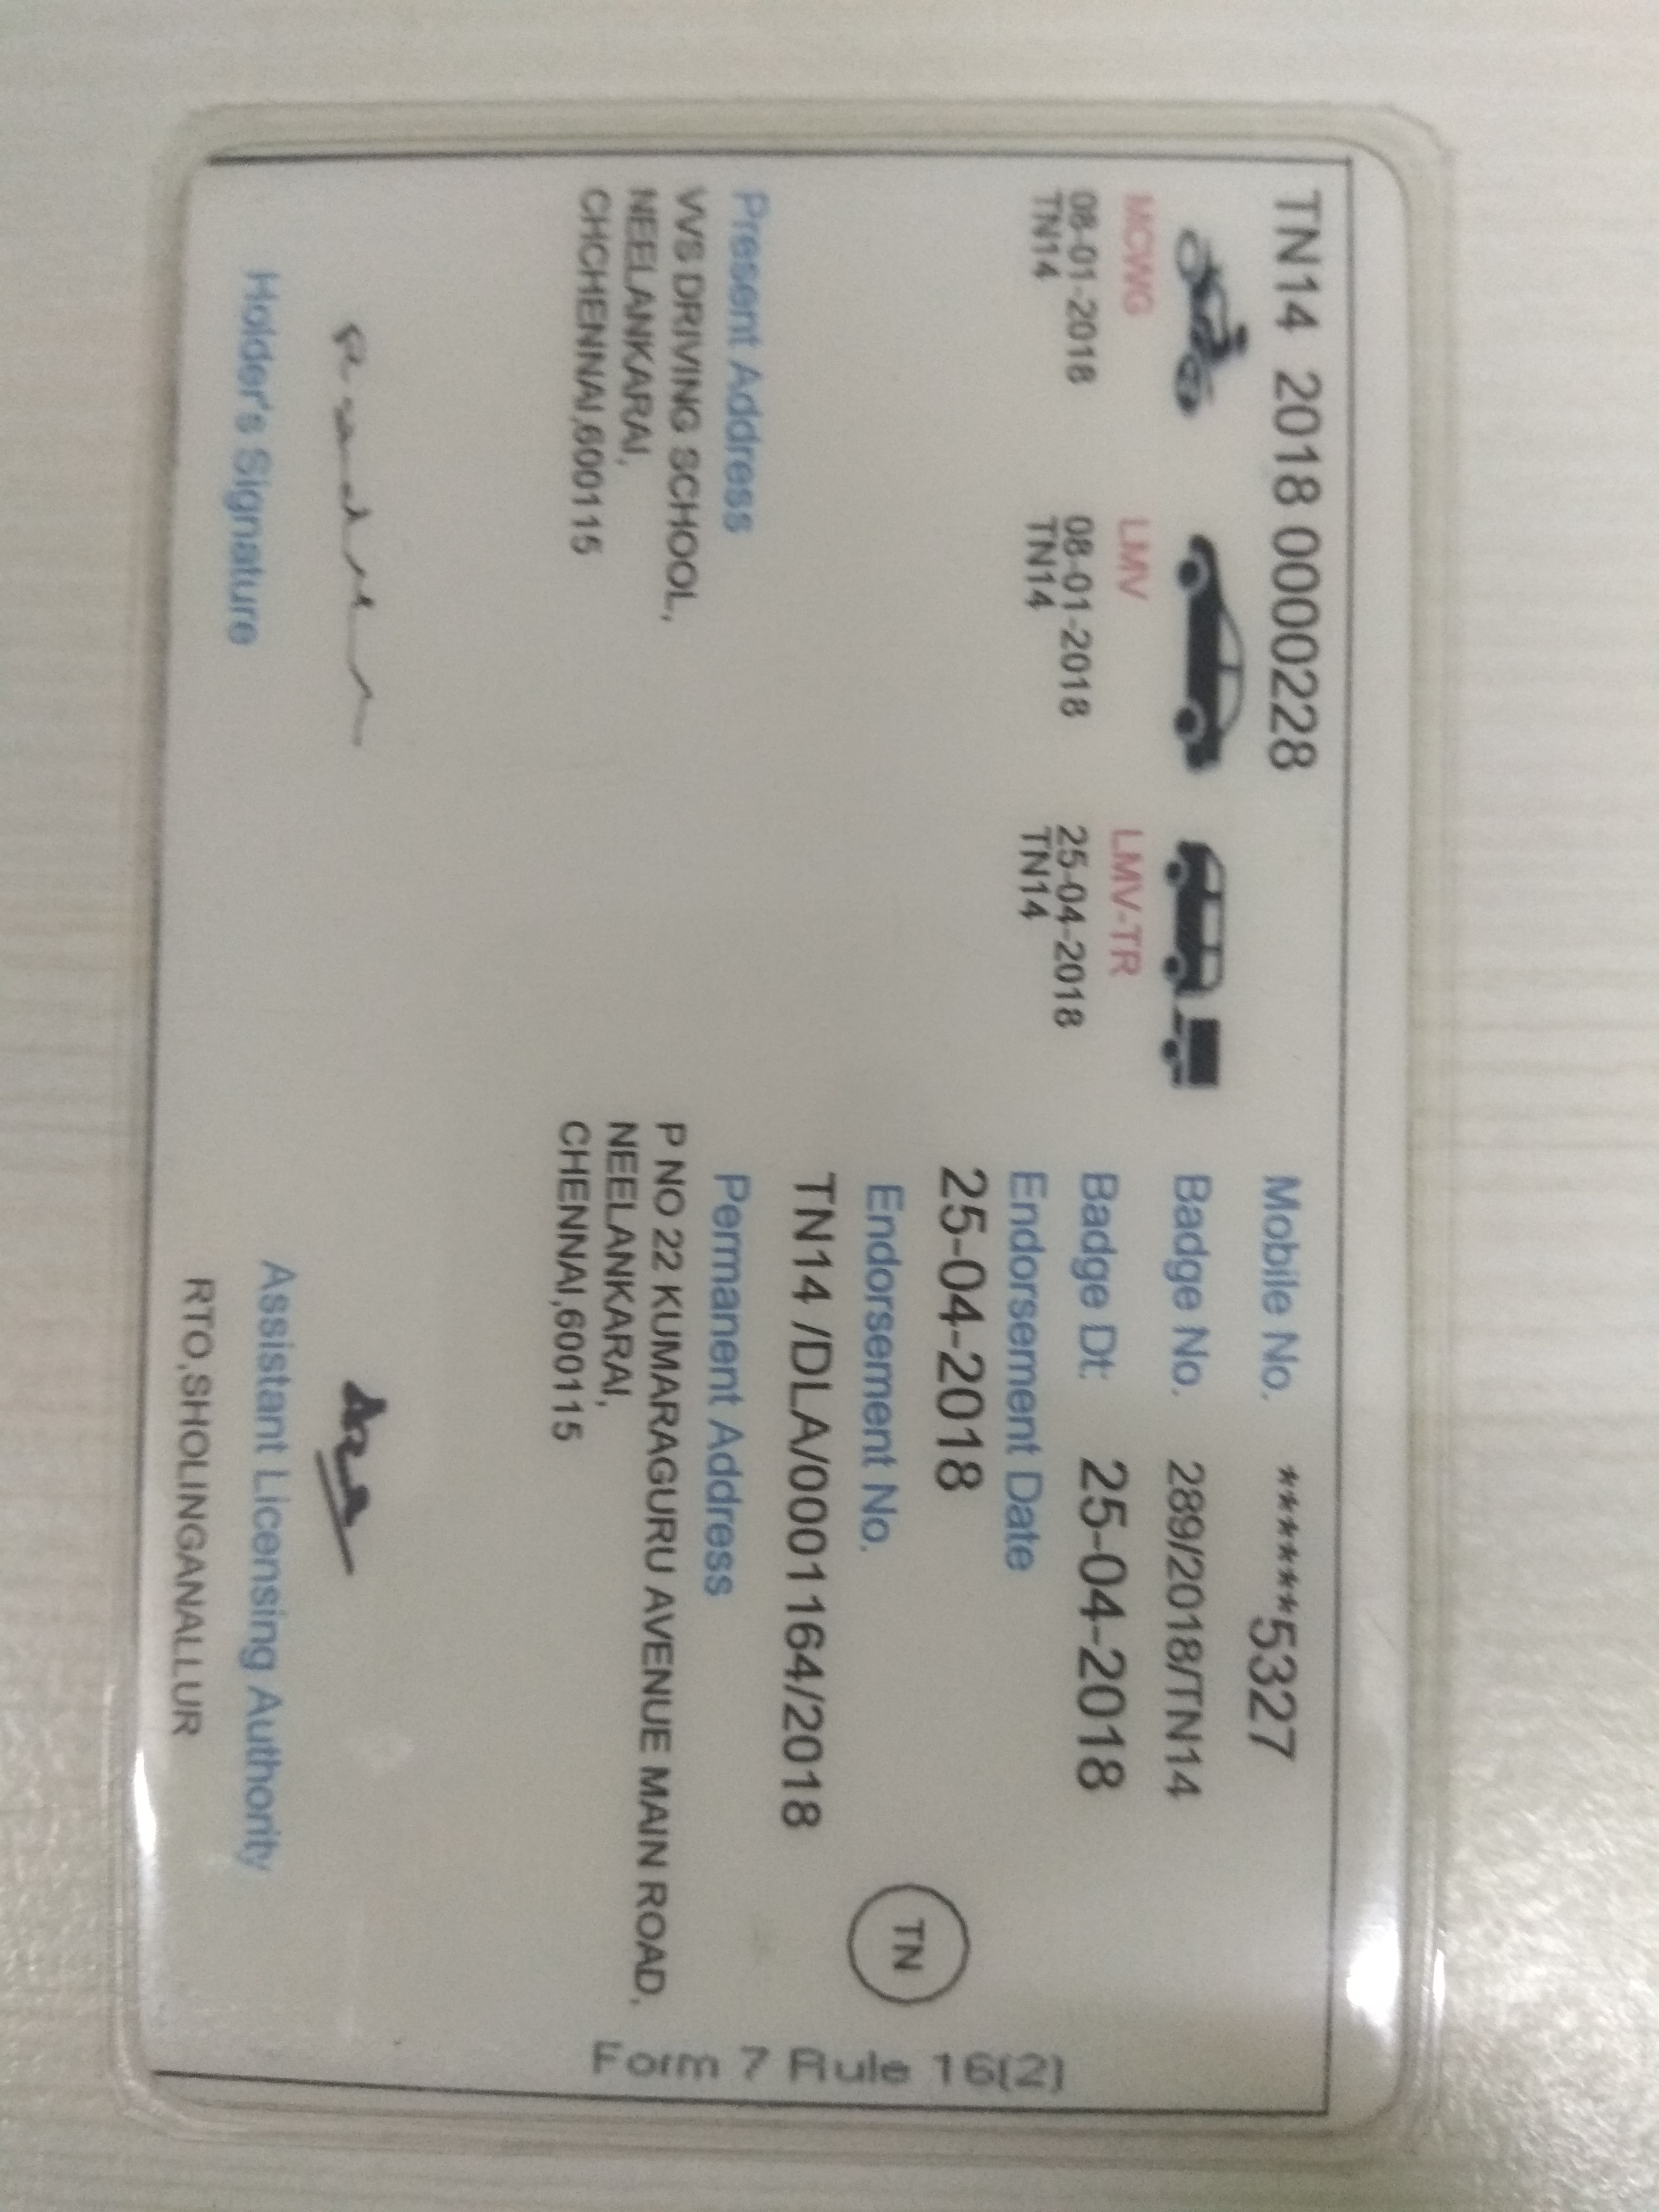 TN14 2018 0000228
Mobile No. ******5327
MCWG
08-01-2018
TN14
LMV
08-01-2018
TN14
LMV-TR
25-04-2018
TN14
Badge No. 289/2018/TN14
Badge Dt: 25-04-2018
Endorsement Date
25-04-2018
Endorsement No.
TN14 /DLA/0001164/2018
TN
Present Address
VVS DRIVING SCHOOL,
NEELANKARAI,
CHCHENNAI,600115
Permanent Address
P NO 22 KUMARAGURU AVENUE MAIN ROAD,
NEELANKARAI,
CHENNAI,600115
Holder's Signature
Assistant Licensing Authority
RTO,SHOLINGANALLUR
Form 7 Rule 16(2)